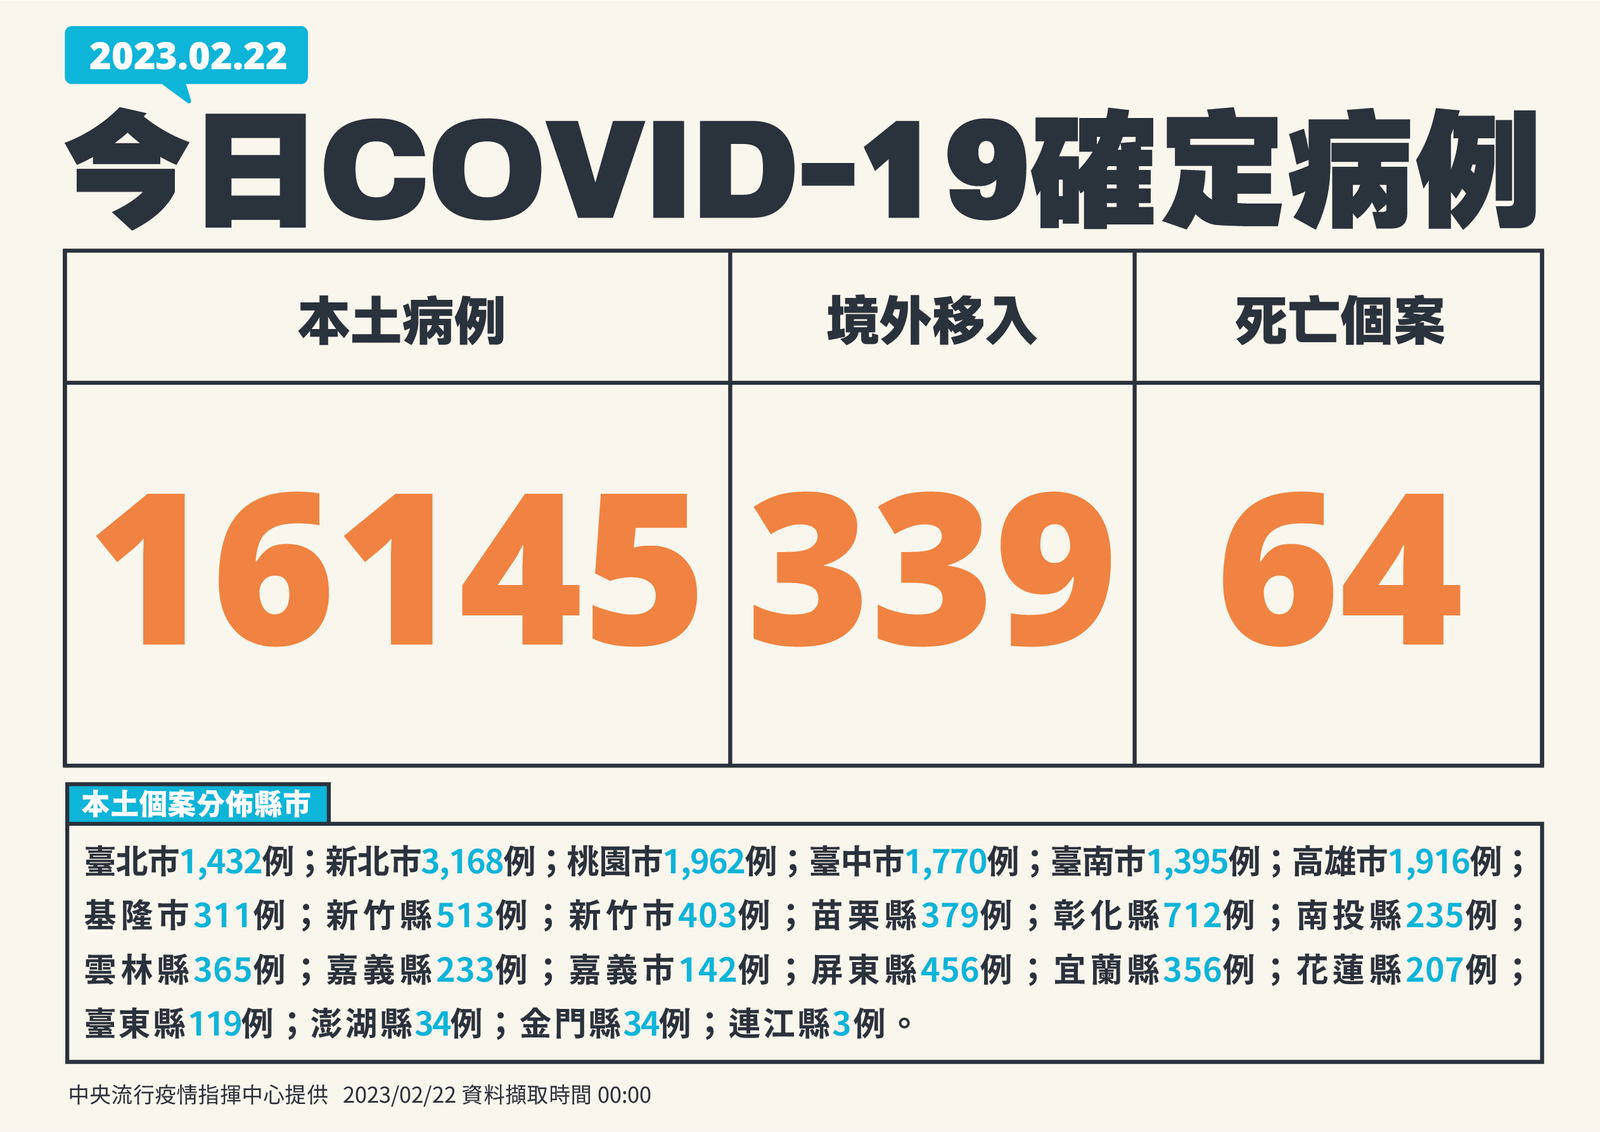 2023.02.22
今日COVID-19確定病例
本土病例
境外移入
死亡個案
16145
339
64
本土個案分佈縣市
臺北市1,432例；新北市3,168例；桃園市1,962例；臺中市1,770例；臺南市1,395例；高雄市1,916例；
基隆市311例；新竹縣513例；新竹市403例；苗栗縣379例；彰化縣712例；南投縣235例；
雲林縣365例；嘉義縣233例；嘉義市142例；屏東縣456例；宜蘭縣356例；花蓮縣207例；
臺東縣119例；澎湖縣34例；金門縣34例；連江縣3例。
中央流行疫情指揮中心提供 2023/02/22 資料擷取時間 00:00